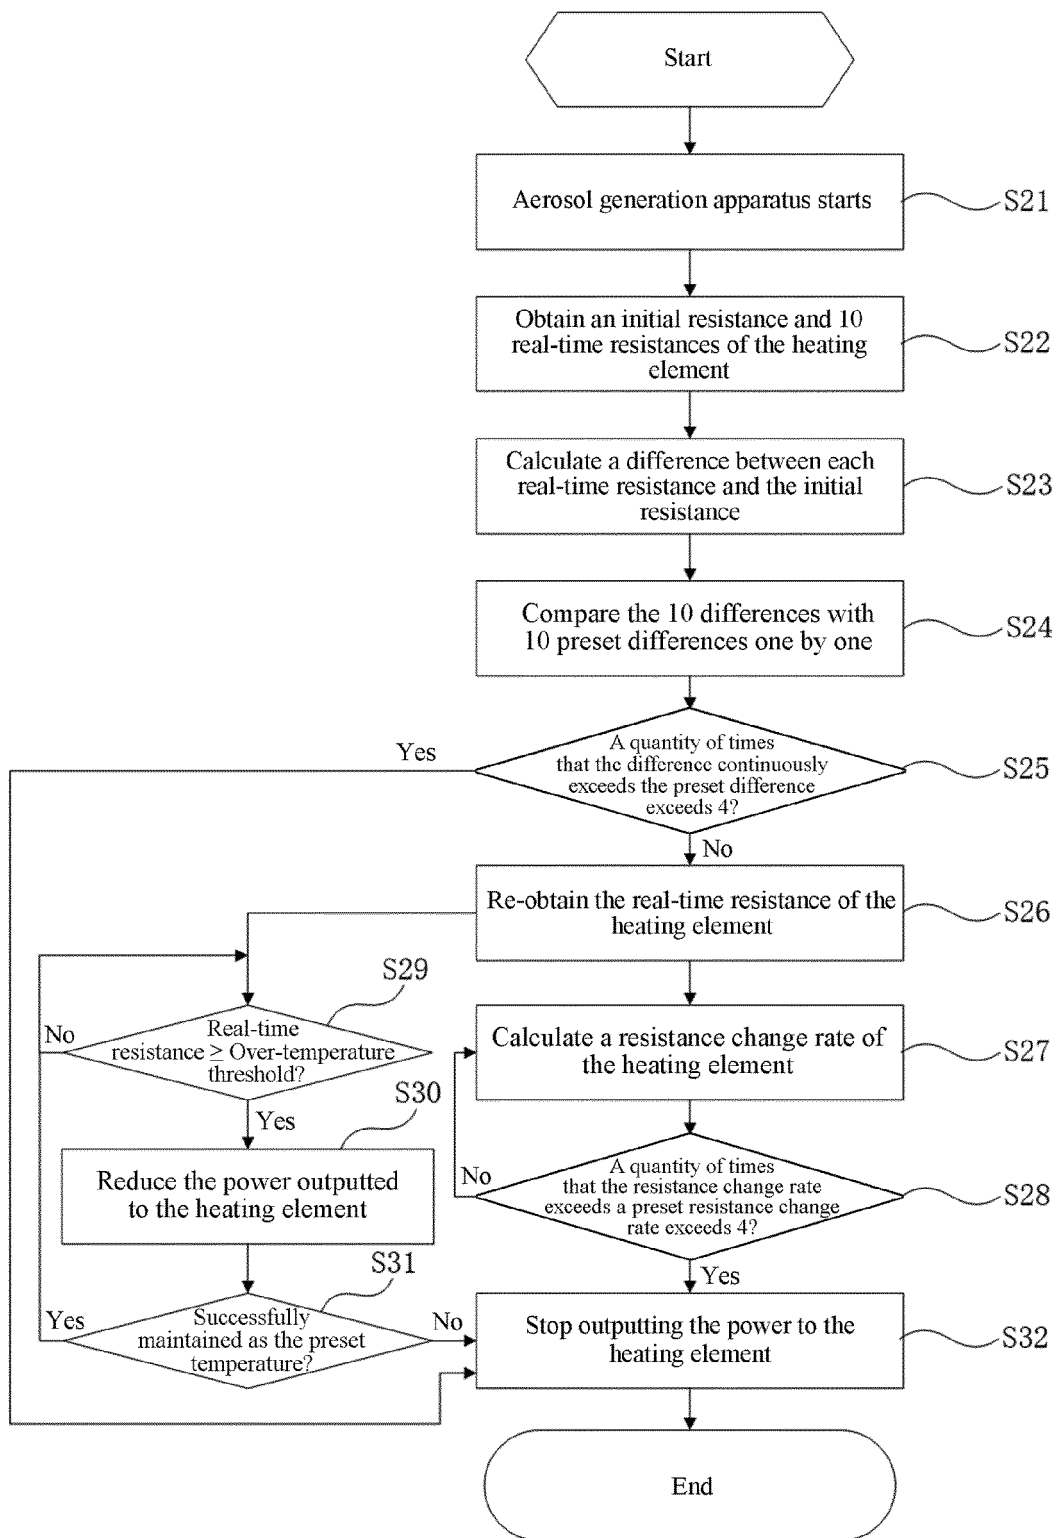 Start
Aerosol generation apparatus starts
S21
Obtain an initial resistance and 10
real-time resistances of the heating
element
S22
Calculate a difference between each
real-time resistance and the initial
resistance
S23
Compare the 10 differences with
10 preset differences one by one
S24
Yes
A quantity of times
that the difference continuously
exceeds the preset difference
exceeds 4?
S25
No
Re-obtain the real-time resistance of the
heating element
S26
S29
No
Real-time
resistance ≥ Over-temperature
threshold?
Calculate a resistance change rate of
the heating element
S27
Yes
S30
Reduce the power outputted
to the heating element
No
A quantity of times
that the resistance change rate
exceeds a preset resistance change
rate exceeds 4?
S28
Yes
S31
Yes
Successfully
maintained as the preset
temperature?
No
Stop outputting the power to the
heating element
S32
End